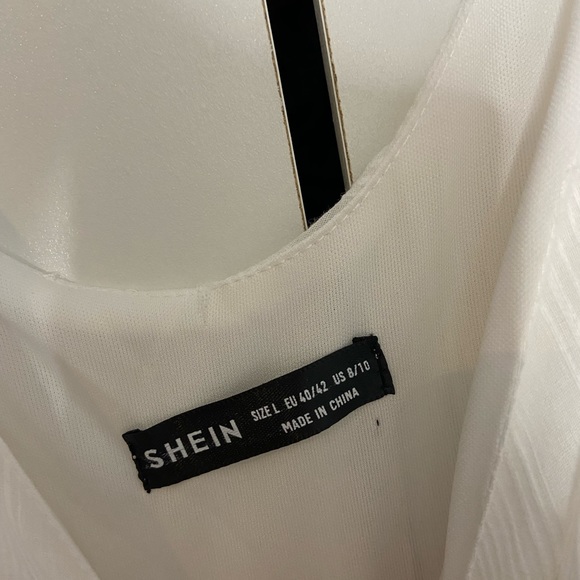 SHEIN
SIZE L EU 40/42 US 8/10
MADE IN CHINA